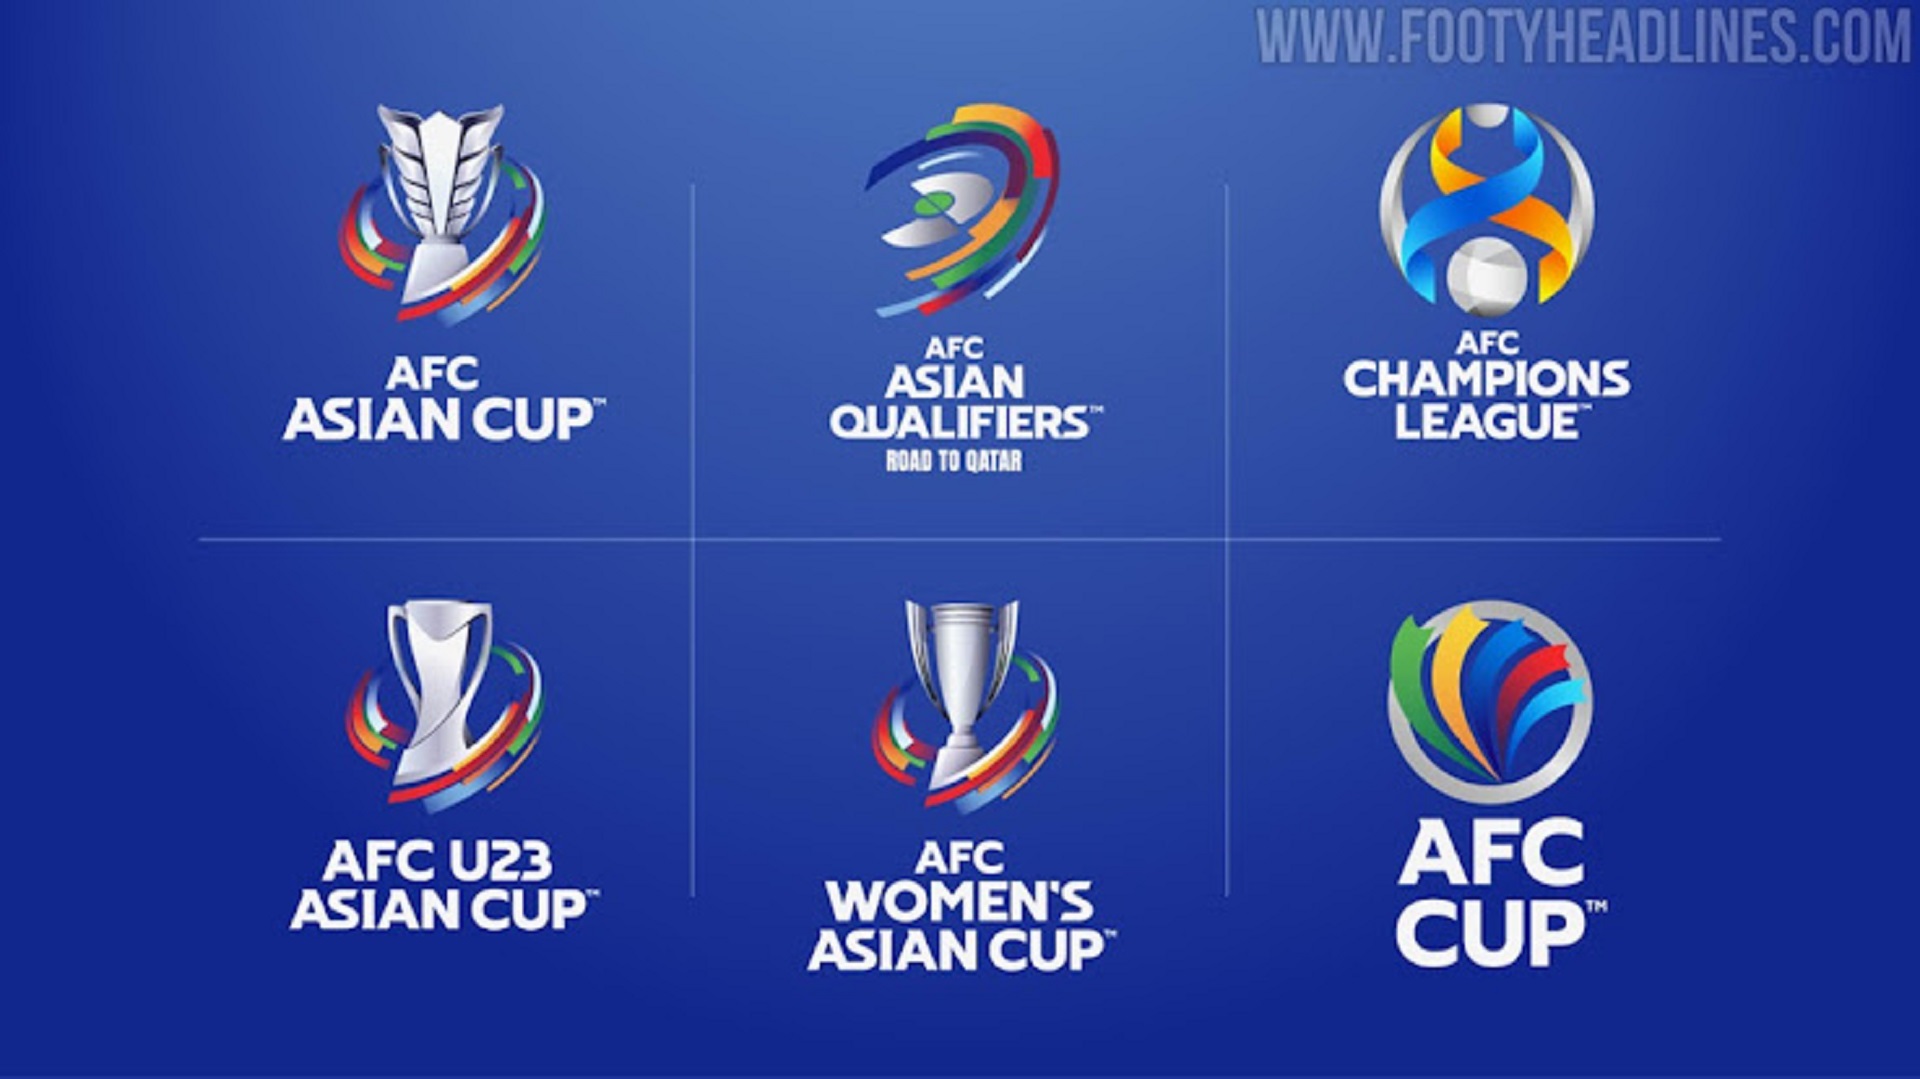 WWW.FOOTYHEADLINES.COM
AFC
ASIAN CUP™
AFC
ASIAN
QUALIFIERS™
ROAD TO QATAR
AFC
CHAMPIONS
LEAGUE™
AFC U23
ASIAN CUP™
AFC
WOMEN'S
ASIAN CUP™
AFC
CUP™